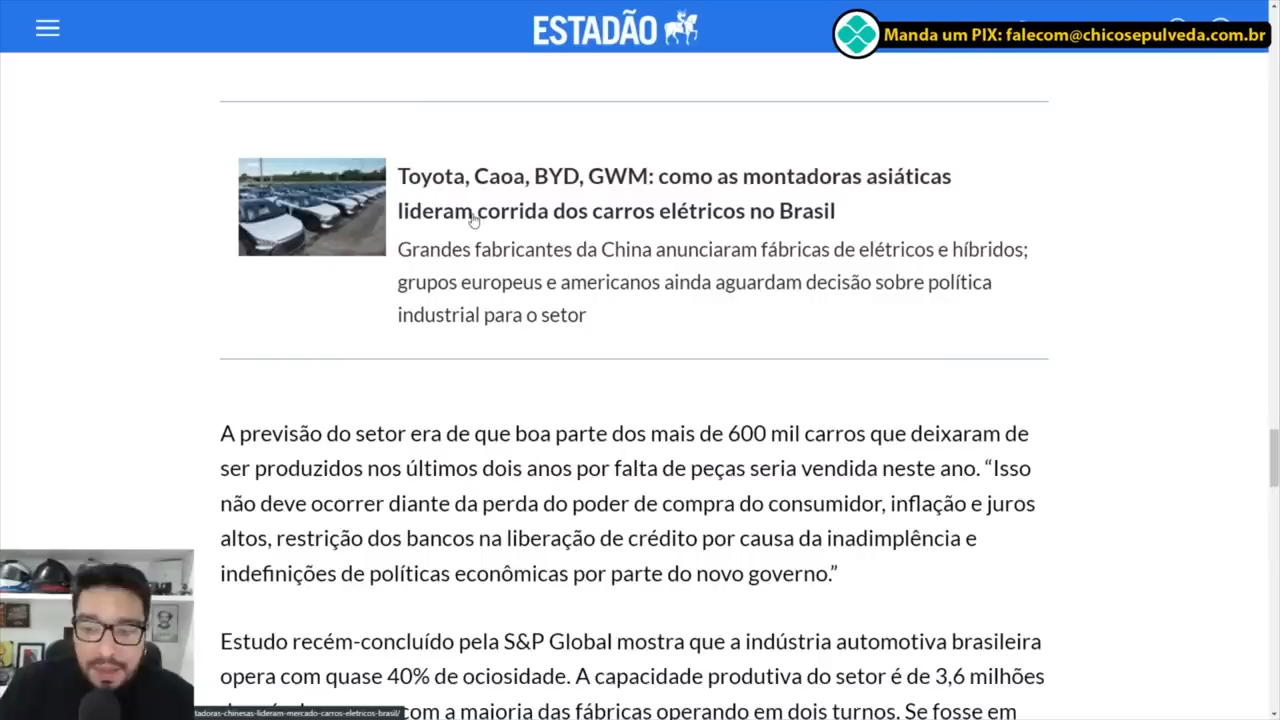 ESTADÃO
Manda um PIX: falecom@chicosepulveda.com.br
Toyota, Caoa, BYD, GWM: como as montadoras asiáticas
lideram corrida dos carros elétricos no Brasil
Grandes fabricantes da China anunciaram fábricas de elétricos e híbridos;
grupos europeus e americanos ainda aguardam decisão sobre política
industrial para o setor
A previsão do setor era de que boa parte dos mais de 600 mil carros que deixaram de
ser produzidos nos últimos dois anos por falta de peças seria vendida neste ano. “Isso
não deve ocorrer diante da perda do poder de compra do consumidor, inflação e juros
altos, restrição dos bancos na liberação de crédito por causa da inadimplência e
indefinições de políticas econômicas por parte do novo governo.”
Estudo recém-concluído pela S&P Global mostra que a indústria automotiva brasileira
opera com quase 40% de ociosidade. A capacidade produtiva do setor é de 3,6 milhões
tadoras-chinesas-lideram-mercado-carros-eletricos-brasil/
com a maioria das fábricas operando em dois turnos. Se fosse em